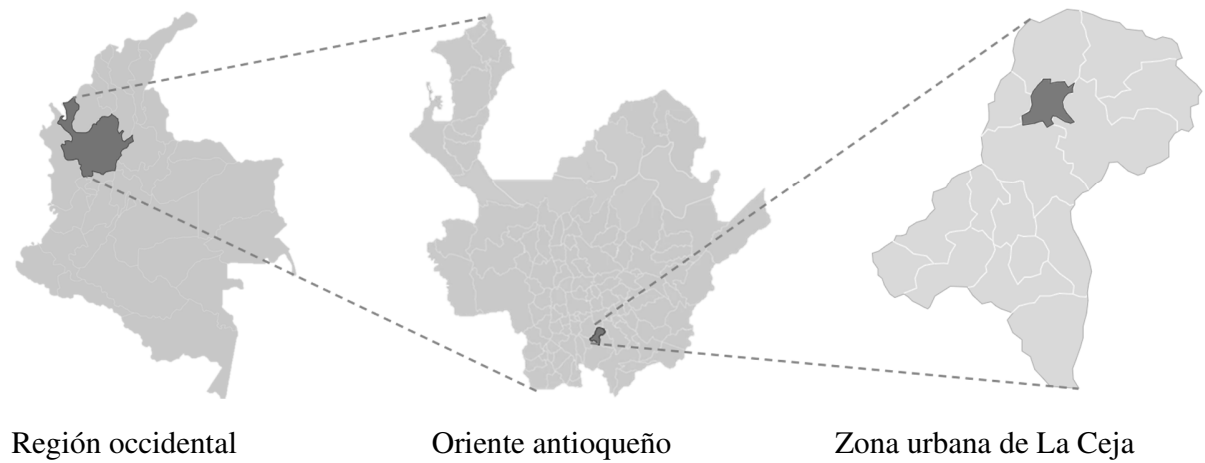 Región occidental
Oriente antioqueño
Zona urbana de La Ceja